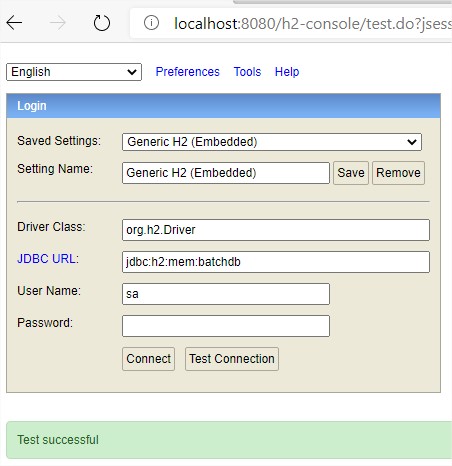 localhost:8080/h2-console/test.do?jsess
English Preferences Tools Help
Login
Saved Settings: Generic H2 (Embedded)
Setting Name: Generic H2 (Embedded) Save Remove
Driver Class: org.h2.Driver
JDBC URL: jdbc:h2:mem:batchdb
User Name: sa
Password:
Connect Test Connection
Test successful